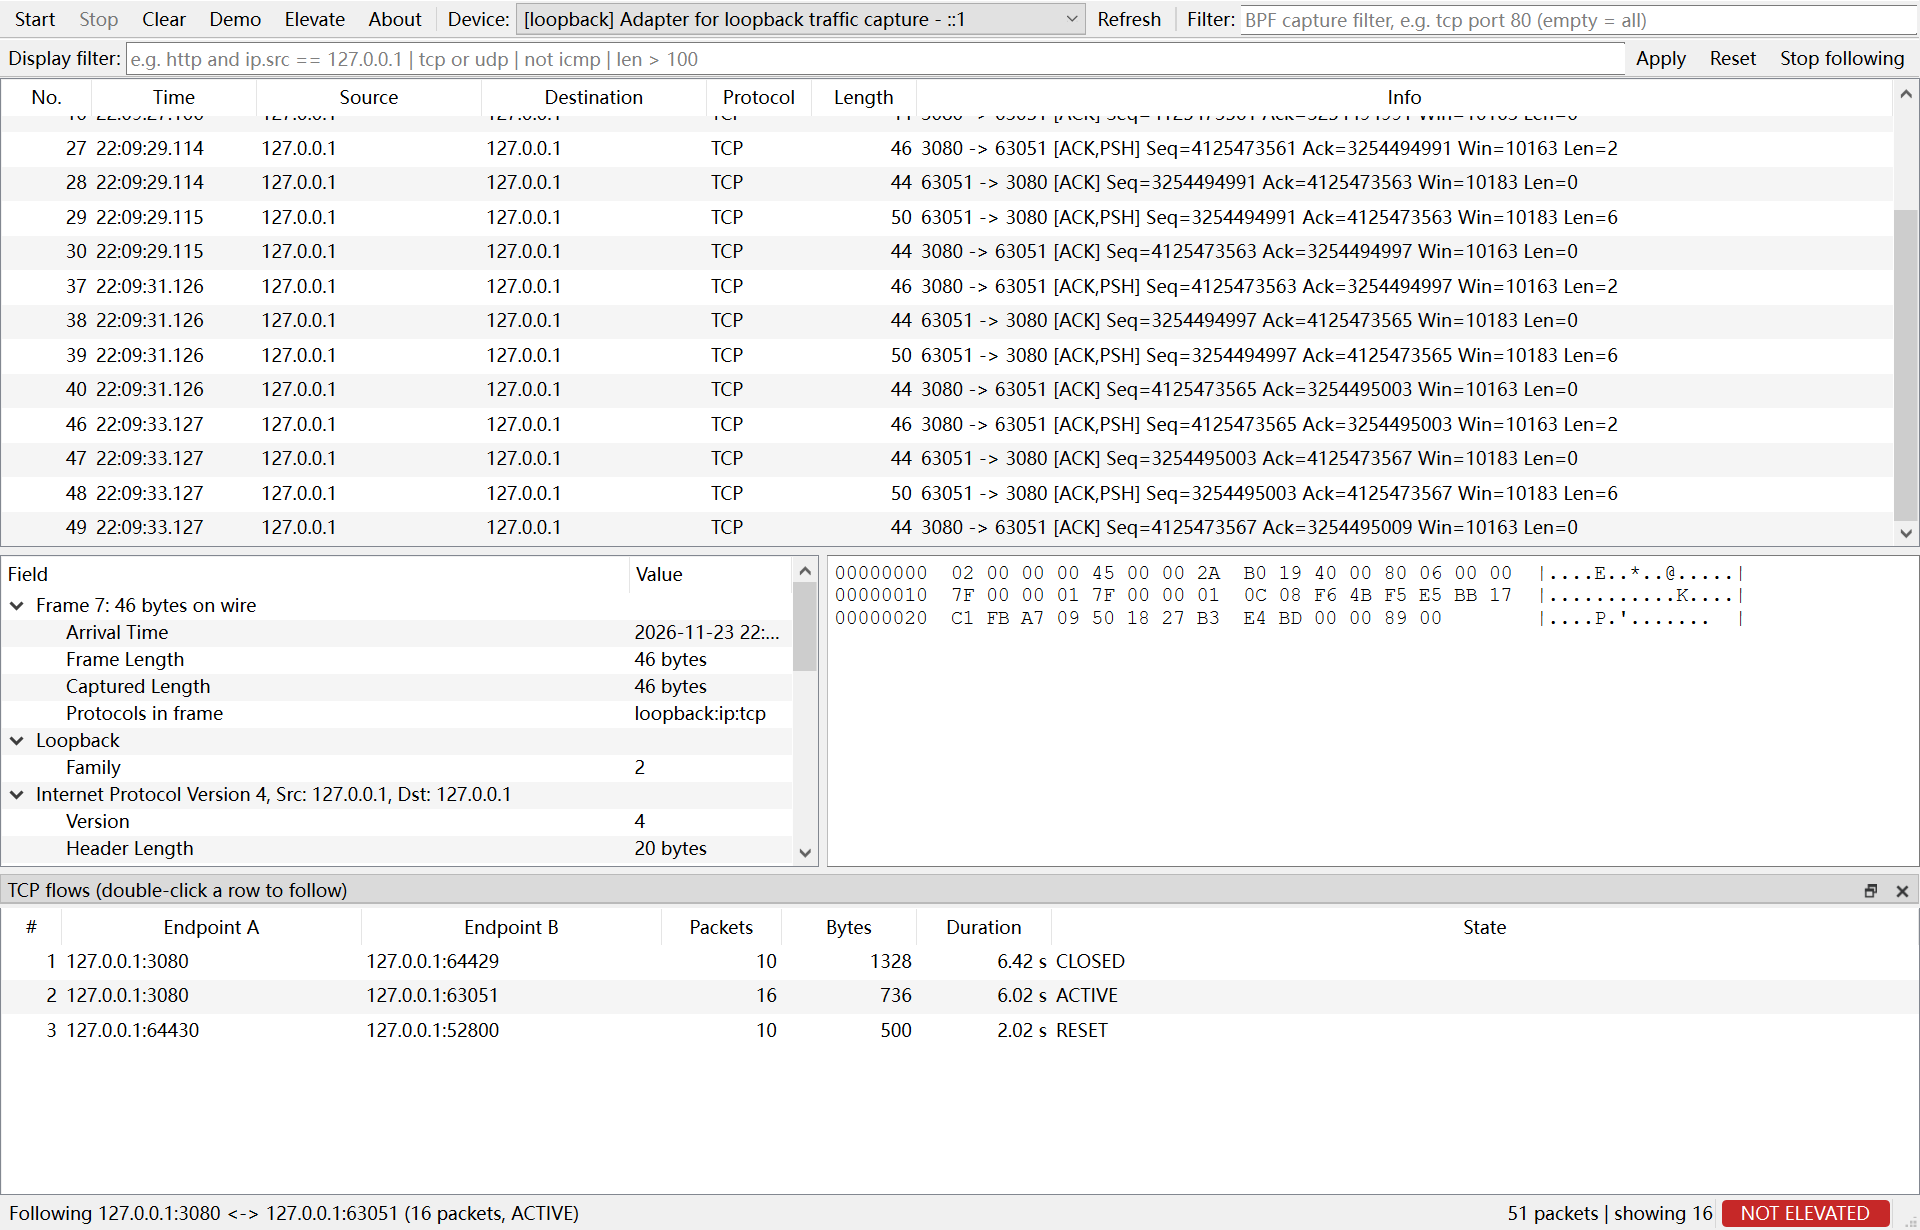 Start Stop Clear Demo Elevate About Device: [loopback] Adapter for loopback traffic capture - ::1 Refresh Filter: BPF capture filter, e.g. tcp port 80 (empty = all)
Display filter: e.g. http and ip.src == 127.0.0.1 | tcp or udp | not icmp | len > 100 Apply Reset Stop following
No. Time Source Destination Protocol Length Info
27 22:09:29.114 127.0.0.1 127.0.0.1 TCP 46 3080 -> 63051 [ACK,PSH] Seq=4125473561 Ack=3254494991 Win=10163 Len=2
28 22:09:29.114 127.0.0.1 127.0.0.1 TCP 44 63051 -> 3080 [ACK] Seq=3254494991 Ack=4125473563 Win=10183 Len=0
29 22:09:29.115 127.0.0.1 127.0.0.1 TCP 50 63051 -> 3080 [ACK,PSH] Seq=3254494991 Ack=4125473563 Win=10183 Len=6
30 22:09:29.115 127.0.0.1 127.0.0.1 TCP 44 3080 -> 63051 [ACK] Seq=4125473563 Ack=3254494997 Win=10163 Len=0
37 22:09:31.126 127.0.0.1 127.0.0.1 TCP 46 3080 -> 63051 [ACK,PSH] Seq=4125473563 Ack=3254494997 Win=10163 Len=2
38 22:09:31.126 127.0.0.1 127.0.0.1 TCP 44 63051 -> 3080 [ACK] Seq=3254494997 Ack=4125473565 Win=10183 Len=0
39 22:09:31.126 127.0.0.1 127.0.0.1 TCP 50 63051 -> 3080 [ACK,PSH] Seq=3254494997 Ack=4125473565 Win=10183 Len=6
40 22:09:31.126 127.0.0.1 127.0.0.1 TCP 44 3080 -> 63051 [ACK] Seq=4125473565 Ack=3254495003 Win=10163 Len=0
46 22:09:33.127 127.0.0.1 127.0.0.1 TCP 46 3080 -> 63051 [ACK,PSH] Seq=4125473565 Ack=3254495003 Win=10163 Len=2
47 22:09:33.127 127.0.0.1 127.0.0.1 TCP 44 63051 -> 3080 [ACK] Seq=3254495003 Ack=4125473567 Win=10183 Len=0
48 22:09:33.127 127.0.0.1 127.0.0.1 TCP 50 63051 -> 3080 [ACK,PSH] Seq=3254495003 Ack=4125473567 Win=10183 Len=6
49 22:09:33.127 127.0.0.1 127.0.0.1 TCP 44 3080 -> 63051 [ACK] Seq=4125473567 Ack=3254495009 Win=10163 Len=0
Field Value
Frame 7: 46 bytes on wire
Arrival Time 2026-11-23 22:...
Frame Length 46 bytes
Captured Length 46 bytes
Protocols in frame loopback:ip:tcp
Loopback
Family 2
Internet Protocol Version 4, Src: 127.0.0.1, Dst: 127.0.0.1
Version 4
Header Length 20 bytes
00000000 02 00 00 00 45 00 00 2A B0 19 40 00 80 06 00 00 |....E..*..@.....|
00000010 7F 00 00 01 7F 00 00 01 0C 08 F6 4B F5 E5 BB 17 |...........K....|
00000020 C1 FB A7 09 50 18 27 B3 E4 BD 00 00 89 00 |....P.'....... |
TCP flows (double-click a row to follow)
# Endpoint A Endpoint B Packets Bytes Duration State
1 127.0.0.1:3080 127.0.0.1:64429 10 1328 6.42 s CLOSED
2 127.0.0.1:3080 127.0.0.1:63051 16 736 6.02 s ACTIVE
3 127.0.0.1:64430 127.0.0.1:52800 10 500 2.02 s RESET
Following 127.0.0.1:3080 <-> 127.0.0.1:63051 (16 packets, ACTIVE) 51 packets | showing 16 NOT ELEVATED